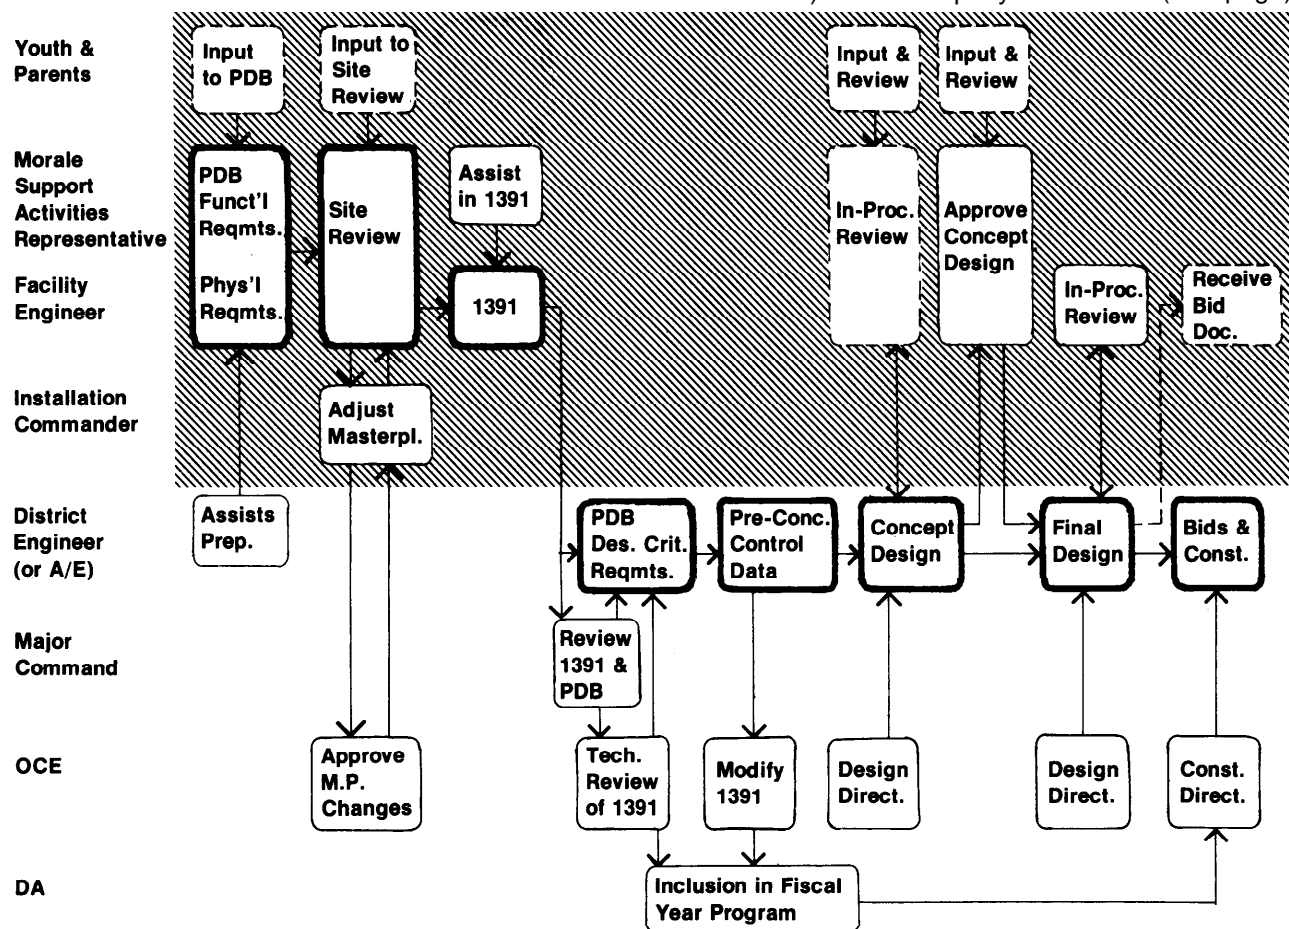 Youth &
Parents
Input
to PDB
Input to
Site
Review
Input &
Review
Input &
Review
Morale
Support
Activities
Representative
PDB
Funct'l
Reqmts.
Phys'l
Reqmts.
Site
Review
Assist
in 1391
In-Proc.
Review
Approve
Concept
Design
Facility
Engineer
1391
In-Proc.
Review
Receive
Bid
Doc.
Installation
Commander
Adjust
Masterpl.
District
Engineer
(or A/E)
Assists
Prep.
PDB
Des. Crit.
Reqmts.
Pre-Conc.
Control
Data
Concept
Design
Final
Design
Bids &
Const.
Major
Command
Review
1391 &
PDB
OCE
Approve
M.P.
Changes
Tech.
Review
of 1391
Modify
1391
Design
Direct.
Design
Direct.
Const.
Direct.
DA
Inclusion in Fiscal
Year Program